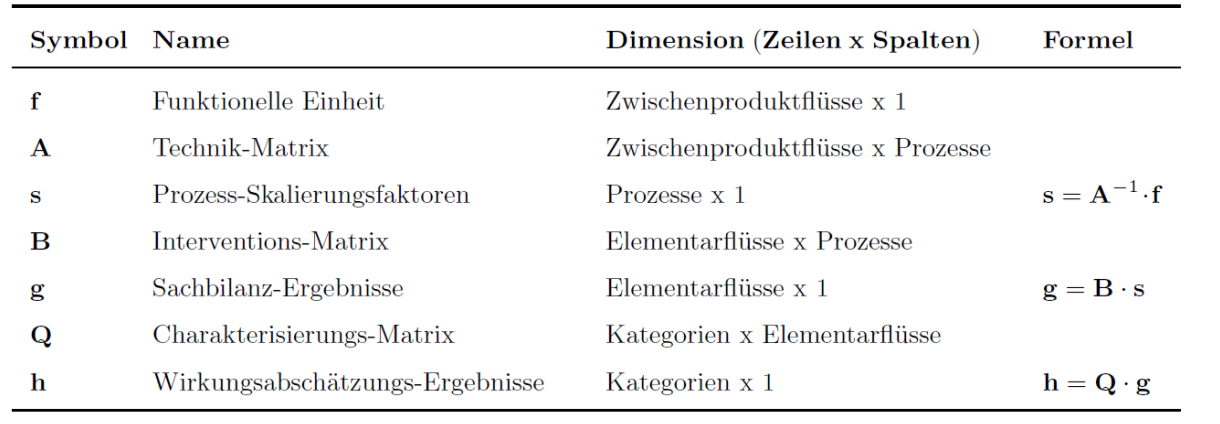 Symbol Name Dimension (Zeilen x Spalten) Formel
f Funktionelle Einheit Zwischenproduktflüsse x 1
A Technik-Matrix Zwischenproduktflüsse x Prozesse
s Prozess-Skalierungsfaktoren Prozesse x 1 s = A⁻¹·f
B Interventions-Matrix Elementarflüsse x Prozesse
g Sachbilanz-Ergebnisse Elementarflüsse x 1 g = B · s
Q Charakterisierungs-Matrix Kategorien x Elementarflüsse
h Wirkungsabschätzungs-Ergebnisse Kategorien x 1 h = Q · g